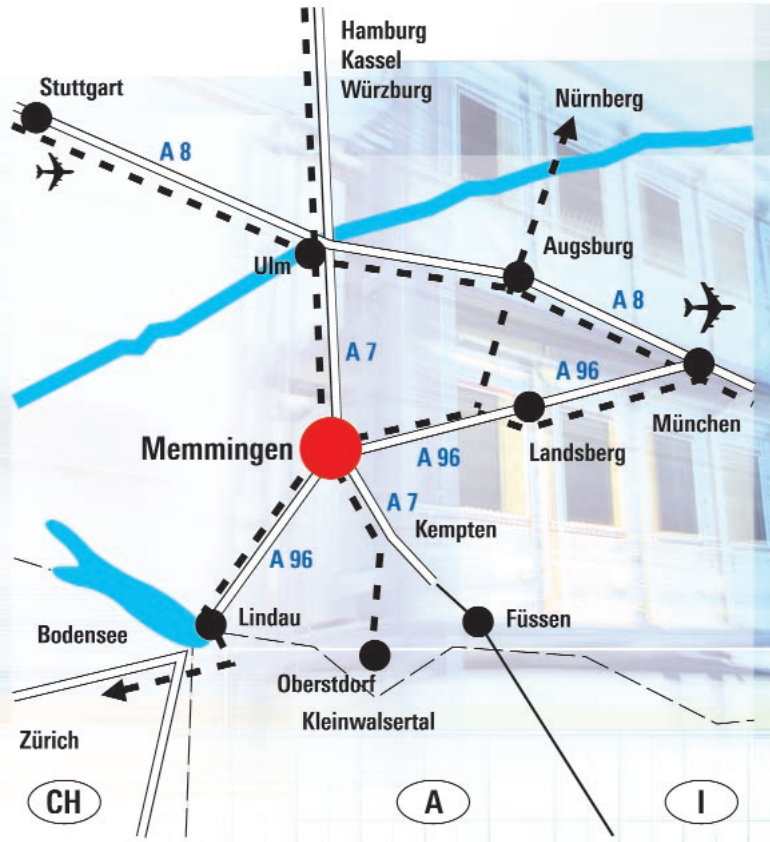 Hamburg
Kassel
Würzburg
Stuttgart
Nürnberg
A 8
Augsburg
Ulm
A 8
A 7
A 96
München
Memmingen
Landsberg
A 96
A 7
Kempten
A 96
Lindau
Füssen
Bodensee
Oberstdorf
Kleinwalsertal
Zürich
CH
A
I